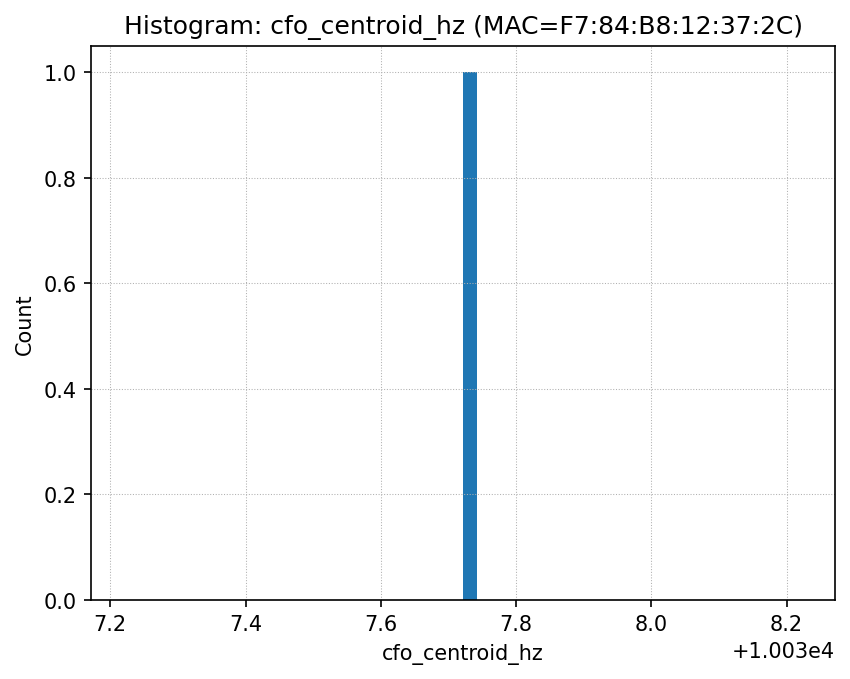 Histogram: cfo_centroid_hz (MAC=F7:84:B8:12:37:2C)
1.0
0.8
0.6
0.4
0.2
0.0
Count
7.2 7.4 7.6 7.8 8.0 8.2
cfo_centroid_hz
+1.003e4